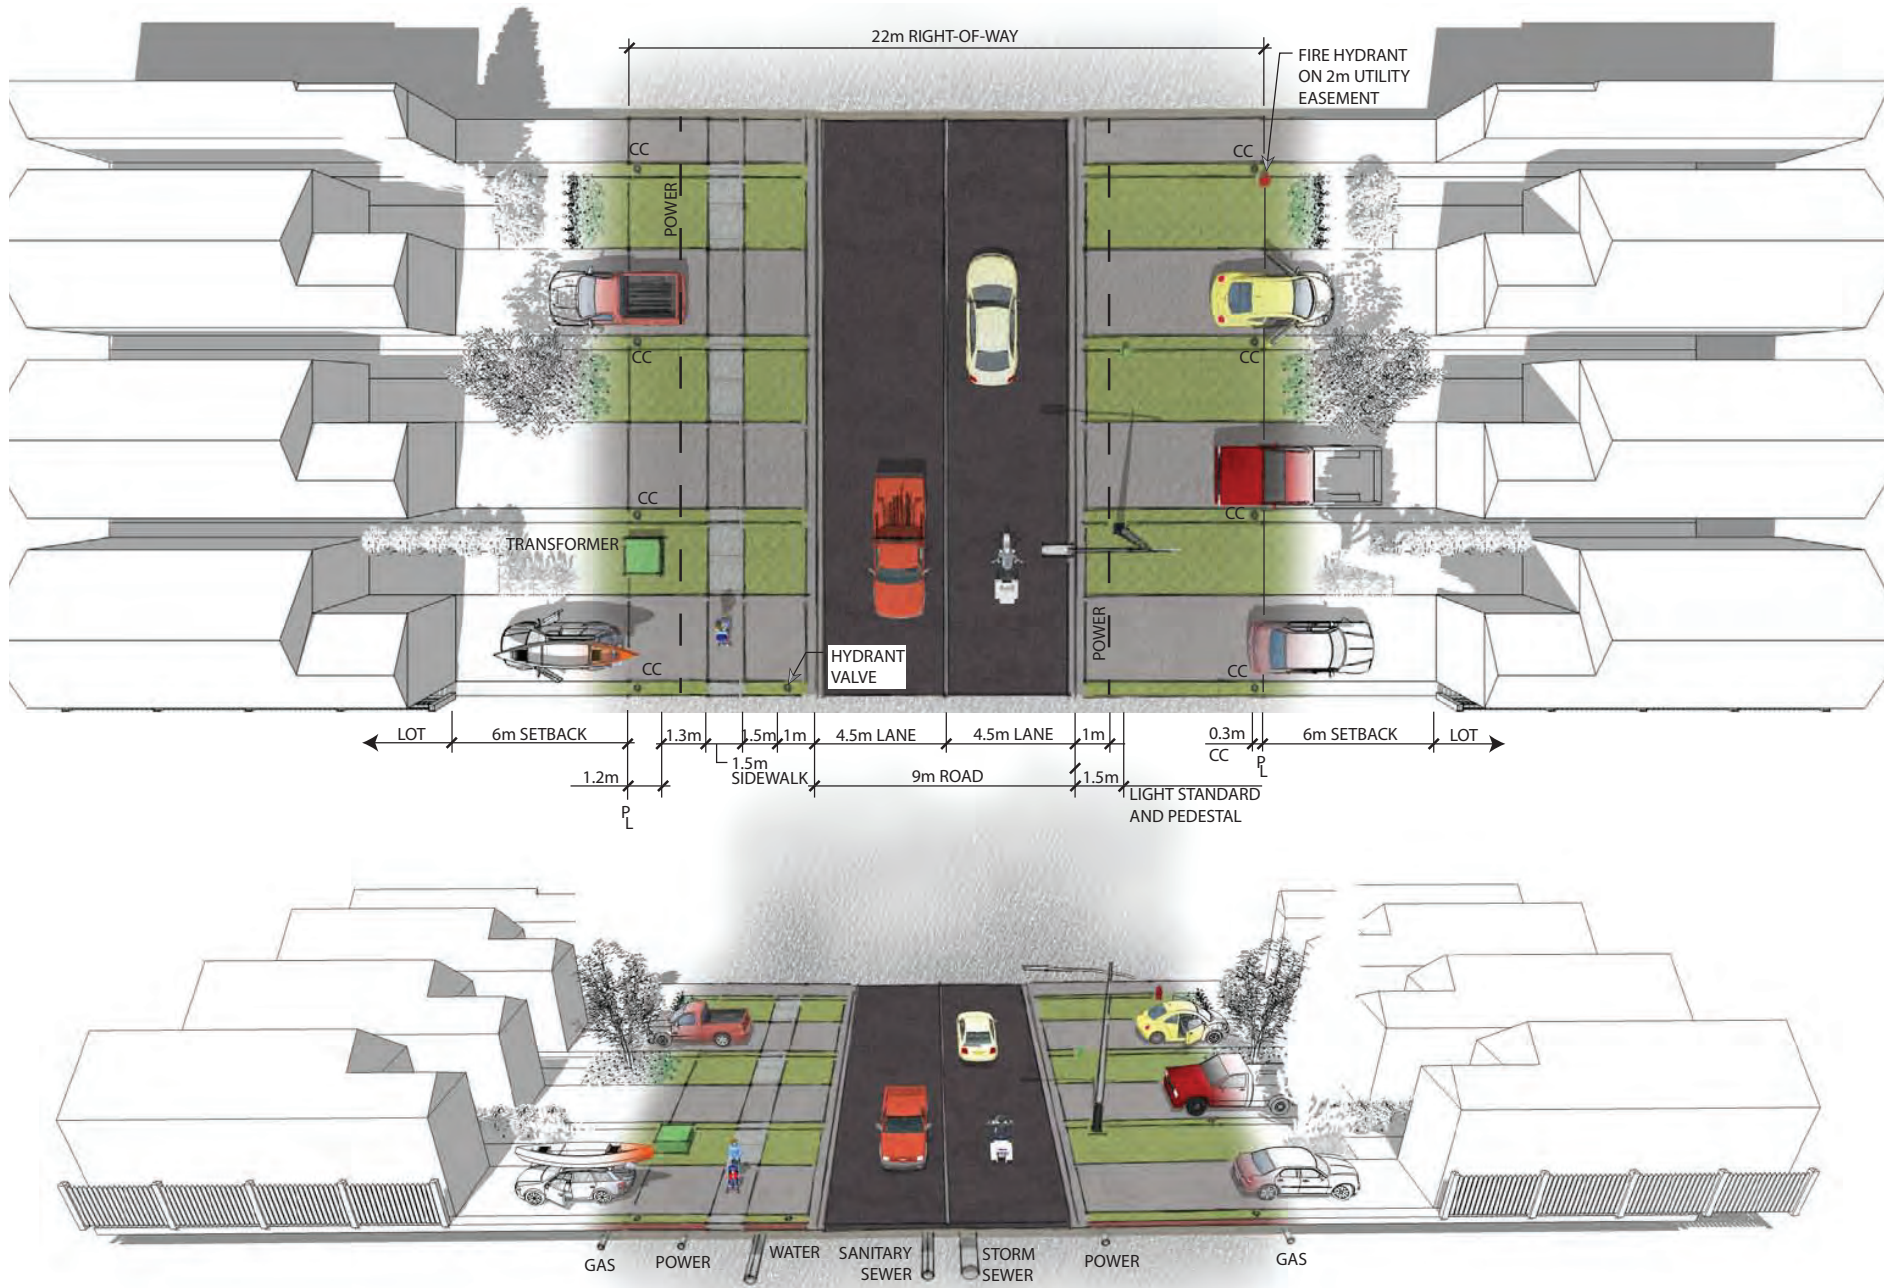 22m RIGHT-OF-WAY
FIRE HYDRANT
ON 2m UTILITY
EASEMENT
CC
CC
POWER
CC
CC
CC
CC
TRANSFORMER
POWER
CC
CC
HYDRANT
VALVE
LOT
6m SETBACK
1.3m
1.5m
1m
4.5m LANE
4.5m LANE
1m
0.3m
CC
PL
6m SETBACK
LOT
1.2m
PL
1.5m
SIDEWALK
9m ROAD
1.5m
LIGHT STANDARD
AND PEDESTAL
GAS
POWER
WATER
SANITARY
SEWER
STORM
SEWER
POWER
GAS